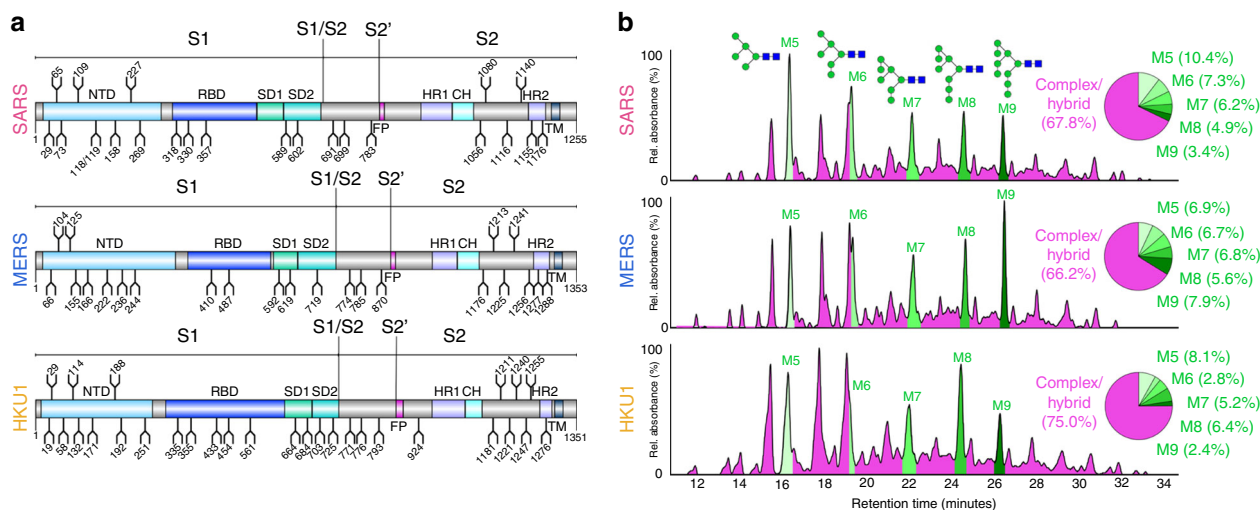 a
S1/S2
S2'
S1
S2
65
109
227
1080
1140
NTD
RBD
SD1
SD2
HR1
CH
HR2
SARS
FP
TM
1
29
73
118/119
158
269
318
330
357
589
602
691
699
783
1056
1116
1155
1176
1255
S1/S2
S2'
S1
S2
104
125
1213
1241
NTD
RBD
SD1
SD2
HR1
CH
HR2
MERS
FP
TM
1
66
155
166
222
236
244
410
487
592
619
719
774
785
870
1176
1225
1256
1277
1288
1353
S1/S2
S2'
S1
S2
29
114
188
1211
1240
1255
NTD
RBD
SD1
SD2
HR1
CH
HR2
HKU1
FP
TM
1
19
58
132
171
192
251
335
355
433
454
561
664
684
703
725
771
776
793
924
1181
1221
1247
1276
1351
b
100
0
Rel. absorbance (%)
SARS
M5
M6
M7
M8
M9
Complex/
hybrid
(67.8%)
M5 (10.4%)
M6 (7.3%)
M7 (6.2%)
M8 (4.9%)
M9 (3.4%)
100
0
Rel. absorbance (%)
MERS
M5
M6
M7
M8
M9
Complex/
hybrid
(66.2%)
M5 (6.9%)
M6 (6.7%)
M7 (6.8%)
M8 (5.6%)
M9 (7.9%)
100
0
Rel. absorbance (%)
HKU1
M5
M6
M7
M8
M9
Complex/
hybrid
(75.0%)
M5 (8.1%)
M6 (2.8%)
M7 (5.2%)
M8 (6.4%)
M9 (2.4%)
12 14 16 18 20 22 24 26 28 30 32 34
Retention time (minutes)